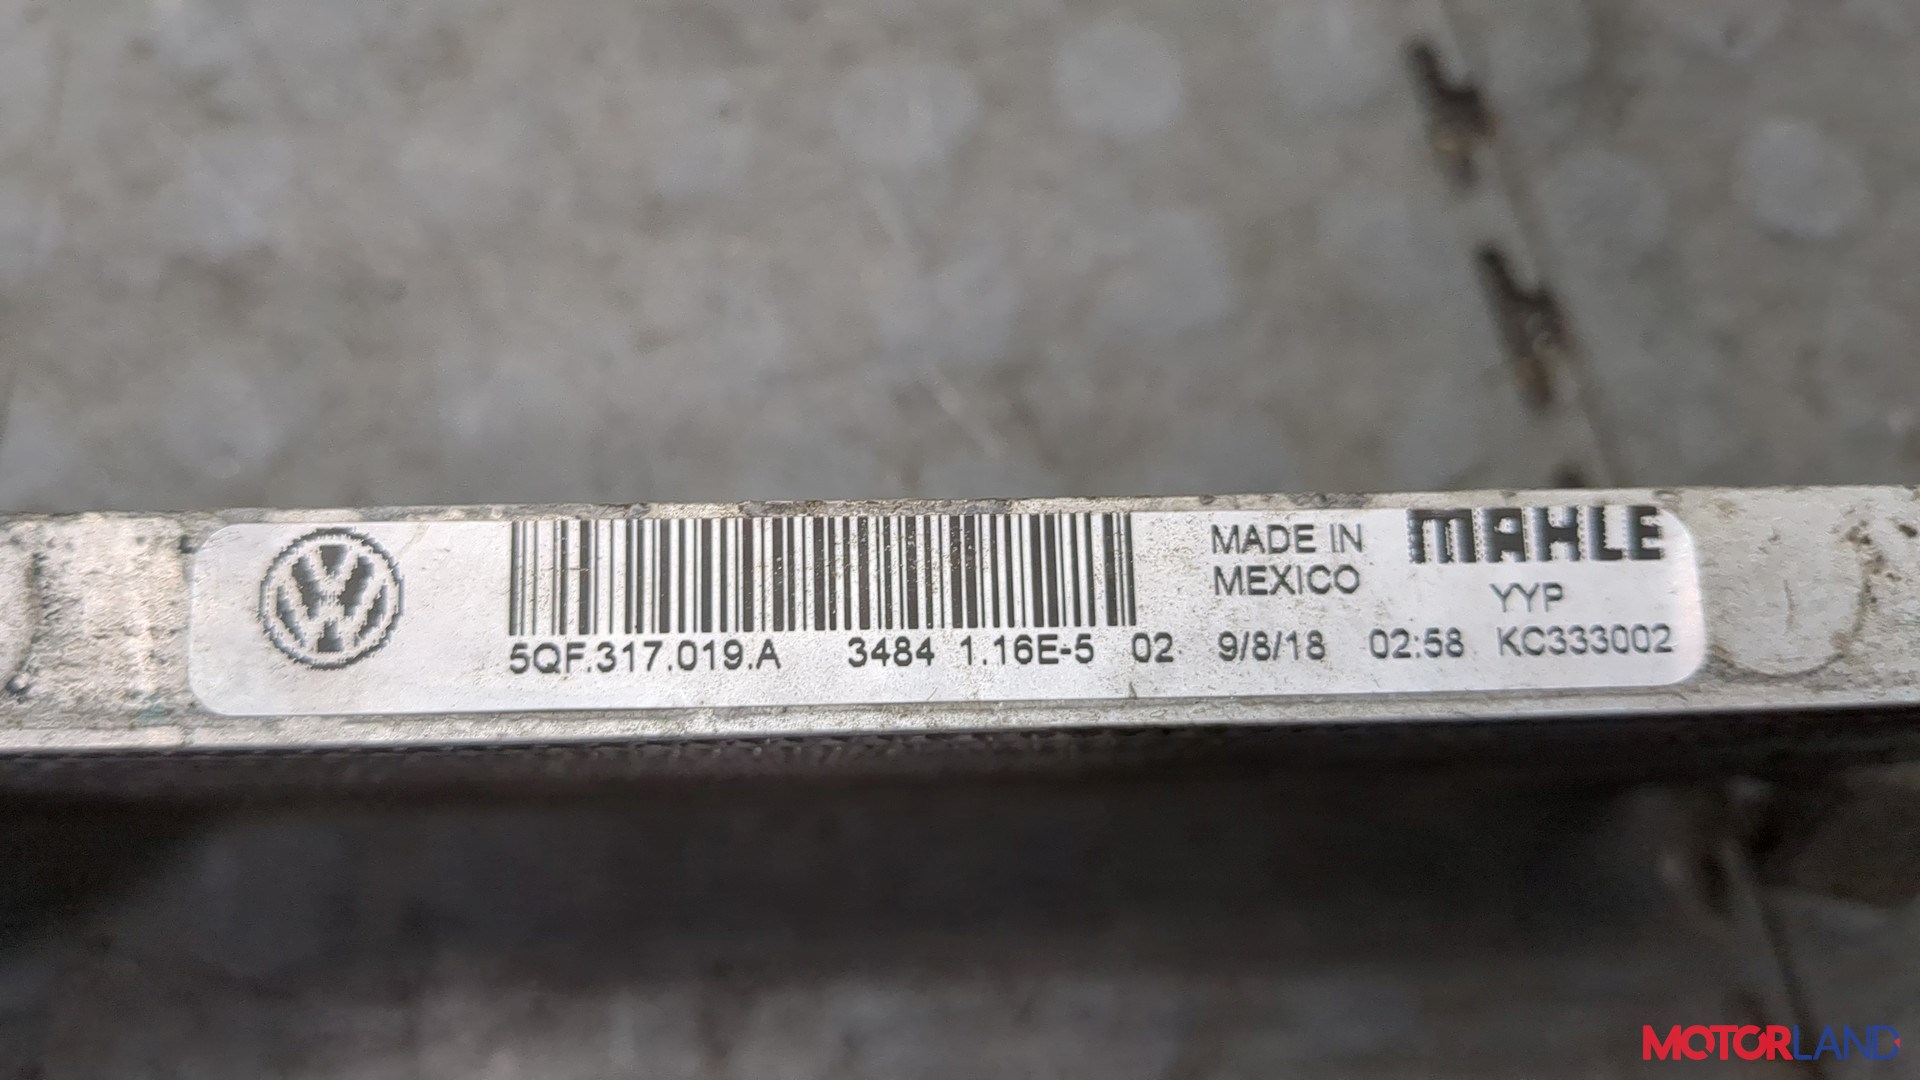 MADE IN
MEXICO
MAHLE
YYP
5QF.317.019.A 3484 1.16E-5 02 9/8/18 02:58 KC333002
MOTORLAND